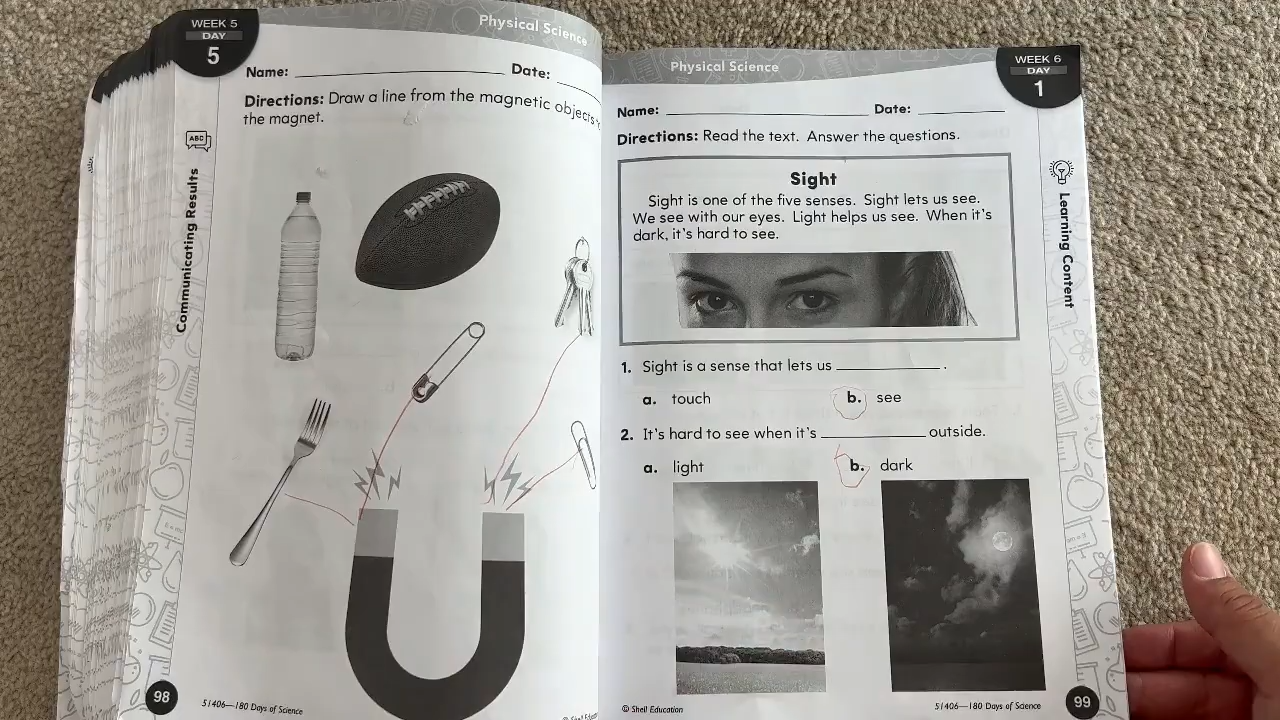 WEEK 5
DAY
5
Physical Science
Name: Date:
Directions: Draw a line from the magnetic objects
the magnet.
ABC
Communicating Results
98
51406—180 Days of Science
Physical Science
WEEK 6
DAY
1
Name: Date:
Directions: Read the text. Answer the questions.
Learning Content
Sight
Sight is one of the five senses. Sight lets us see.
We see with our eyes. Light helps us see. When it's
dark, it's hard to see.
1. Sight is a sense that lets us ____________ .
a. touch b. see
2. It's hard to see when it's ____________ outside.
a. light b. dark
© Shell Education
51406—180 Days of Science
99